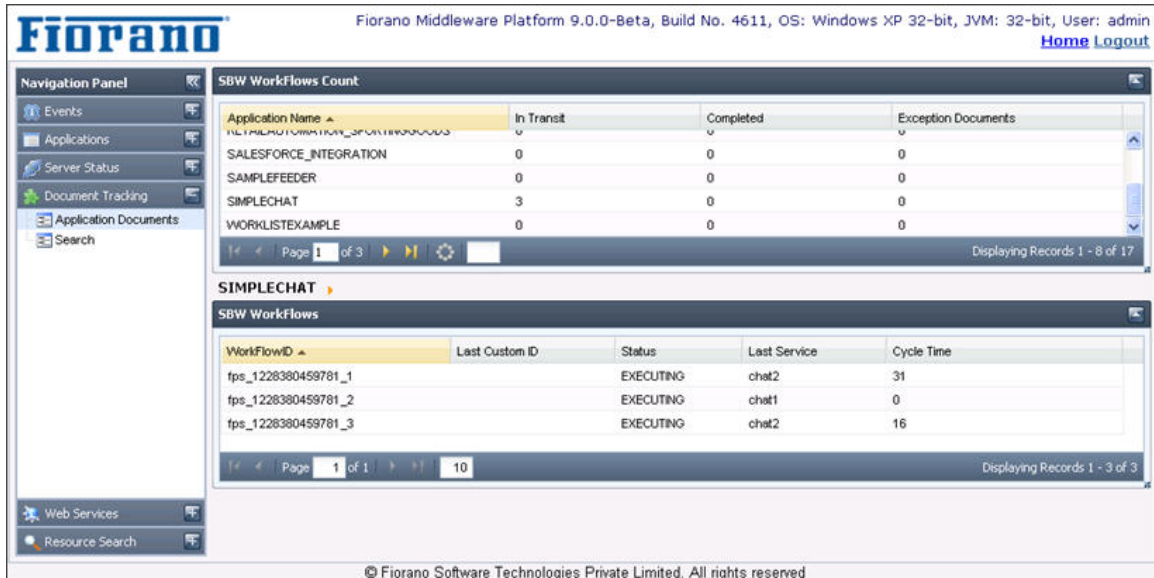 Fiorano
Fiorano Middleware Platform 9.0.0-Beta, Build No. 4611, OS: Windows XP 32-bit, JVM: 32-bit, User: admin
Home Logout
Navigation Panel
Events
Applications
Server Status
Document Tracking
Application Documents
Search
Web Services
Resource Search
SBW WorkFlows Count
Application Name In Transit Completed Exception Documents
RETAILAUTOMATION_SPORTINGGOODS 0 0 0
SALESFORCE_INTEGRATION 0 0 0
SAMPLEFEEDER 0 0 0
SIMPLECHAT 3 0 0
WORKLISTEXAMPLE 0 0 0
Page 1 of 3 Displaying Records 1 - 8 of 17
SIMPLECHAT
SBW WorkFlows
WorkFlowID Last Custom ID Status Last Service Cycle Time
fps_1228380459781_1 EXECUTING chat2 31
fps_1228380459781_2 EXECUTING chat1 0
fps_1228380459781_3 EXECUTING chat2 16
Page 1 of 1 10 Displaying Records 1 - 3 of 3
© Fiorano Software Technologies Private Limited. All rights reserved